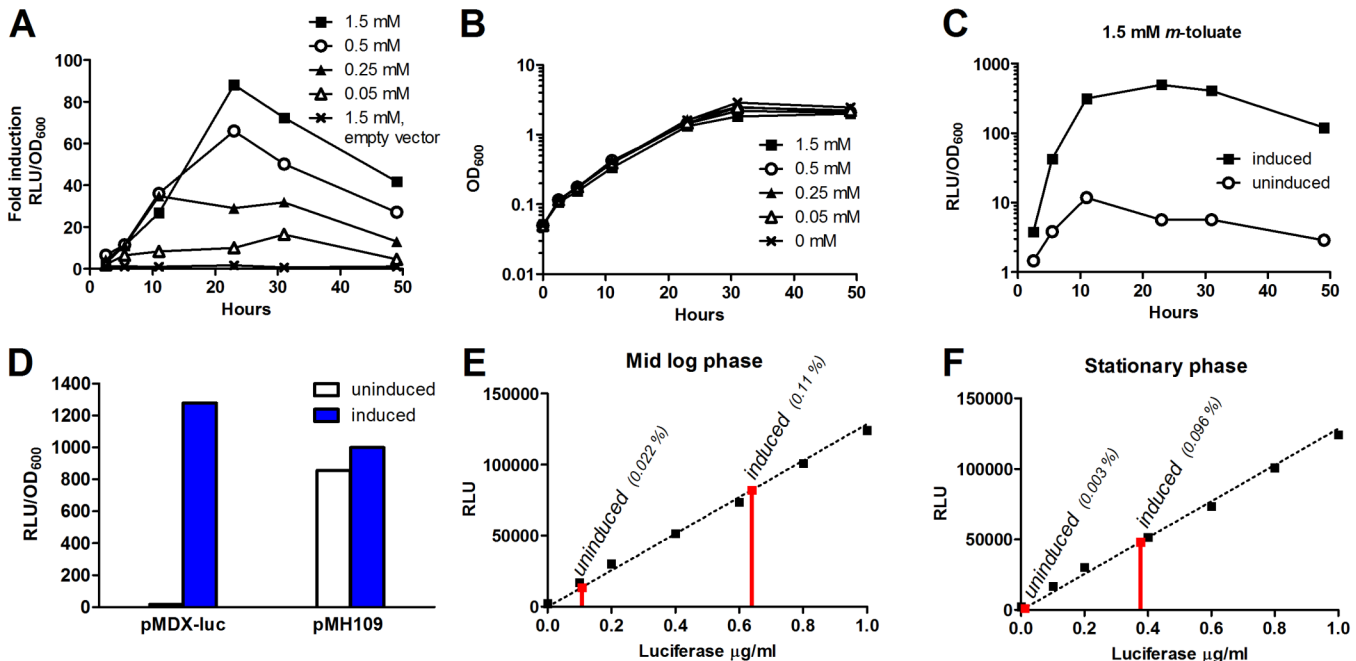 A
1.5 mM
0.5 mM
0.25 mM
0.05 mM
1.5 mM,
empty vector
Fold induction
RLU/OD600
100
80
60
40
20
0
0 10 20 30 40 50
Hours
B
OD600
10
1
0.1
0.01
1.5 mM
0.5 mM
0.25 mM
0.05 mM
0 mM
0 10 20 30 40 50
Hours
C
1.5 mM m-toluate
RLU/OD600
1000
100
10
1
induced
uninduced
0 10 20 30 40 50
Hours
D
uninduced
induced
RLU/OD600
1400
1200
1000
800
600
400
200
0
pMDX-luc pMH109
E
Mid log phase
RLU
150000
100000
50000
0
uninduced (0.022 %)
induced (0.11 %)
0.0 0.2 0.4 0.6 0.8 1.0
Luciferase μg/ml
F
Stationary phase
RLU
150000
100000
50000
0
uninduced (0.003 %)
induced (0.096 %)
0.0 0.2 0.4 0.6 0.8 1.0
Luciferase μg/ml